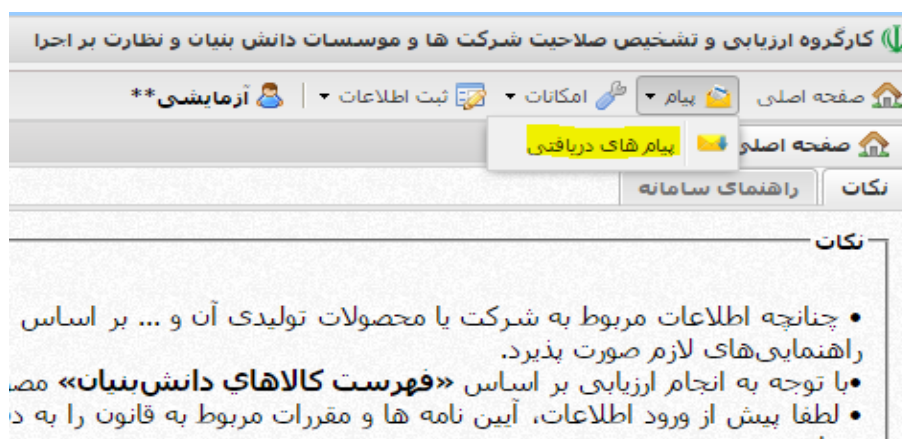 کارگروه ارزیابی و تشخیص صلاحیت شرکت ها و موسسات دانش بنیان و نظارت بر اجرا
صفحه اصلی پیام امکانات ثبت اطلاعات آزمایشی**
صفحه اصلی پیام های دریافتی
نکات راهنمای سامانه
نکات
• چنانچه اطلاعات مربوط به شرکت یا محصولات تولیدی آن و ... بر اساس
راهنمایی‌های لازم صورت پذیرد.
•با توجه به انجام ارزیابی بر اساس «فهرست کالاهاي دانش‌بنیان»
• لطفا پیش از ورود اطلاعات، آیین نامه ها و مقررات مربوط به قانون را به